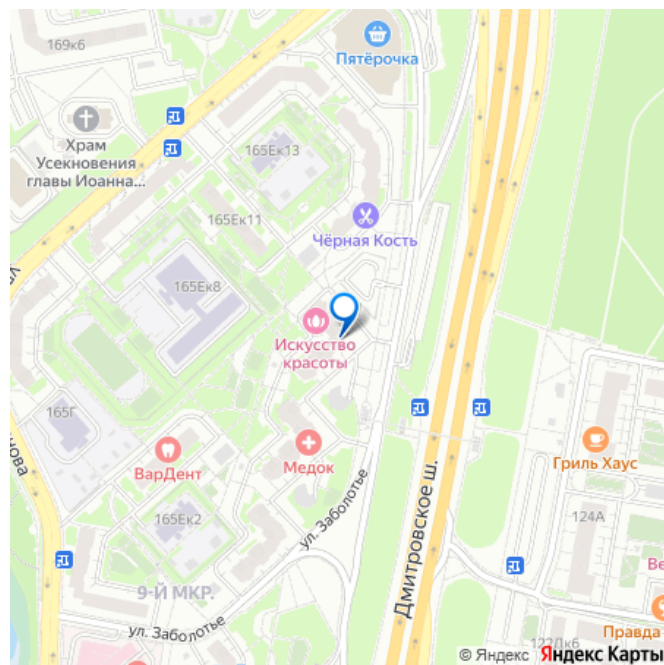 169к6
Пятёрочка
Храм
Усекновения
главы Иоанна...
165Ек13
165Ек11
Чёрная Кость
165Ек8
Искусство
красоты
165Г
ВарДент
Медок
Гриль Хаус
165Ек2
ул. Заболотье
Дмитровское ш.
124А
9-Й МКР.
ул. Заболотье
Правда
122Дк6
© Яндекс Яндекс Карты